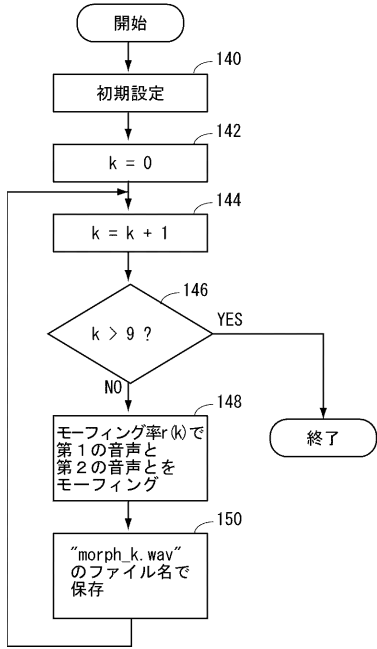 開始
140
初期設定
142
k = 0
144
k = k + 1
146
k > 9 ?
YES
NO
148
モーフィング率r(k)で
第１の音声と
第２の音声とを
モーフィング
終了
150
"morph_k.wav"
のファイル名で
保存